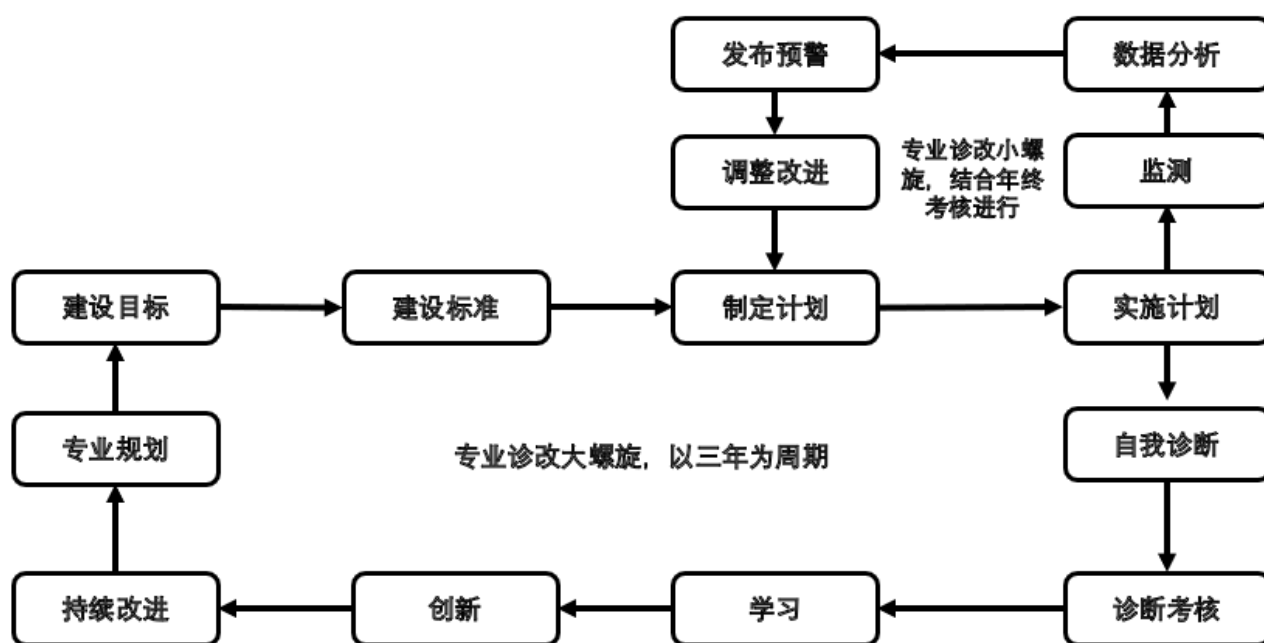 发布预警
数据分析
调整改进
专业诊改小螺
旋，结合年终
考核进行
监测
建设目标
建设标准
制定计划
实施计划
专业规划
专业诊改大螺旋，以三年为周期
自我诊断
持续改进
创新
学习
诊断考核